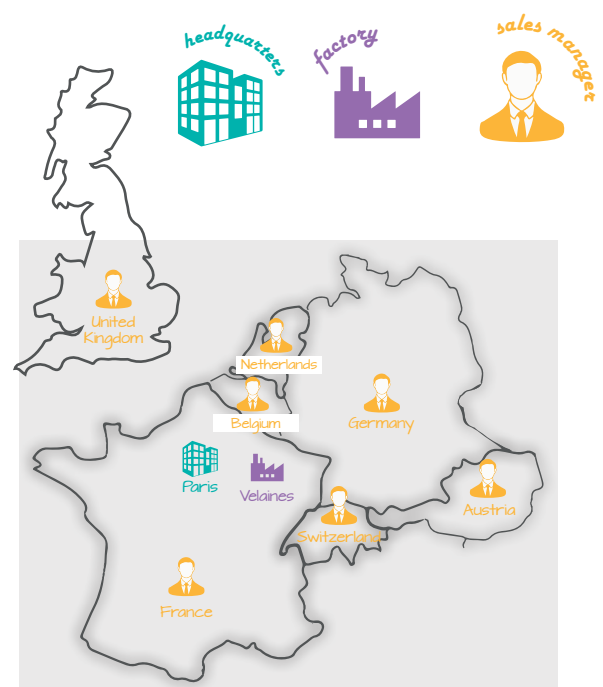 headquarters
factory
sales manager
United
Kingdom
Netherlands
Belgium
Germany
Paris
Velaines
Austria
Switzerland
France